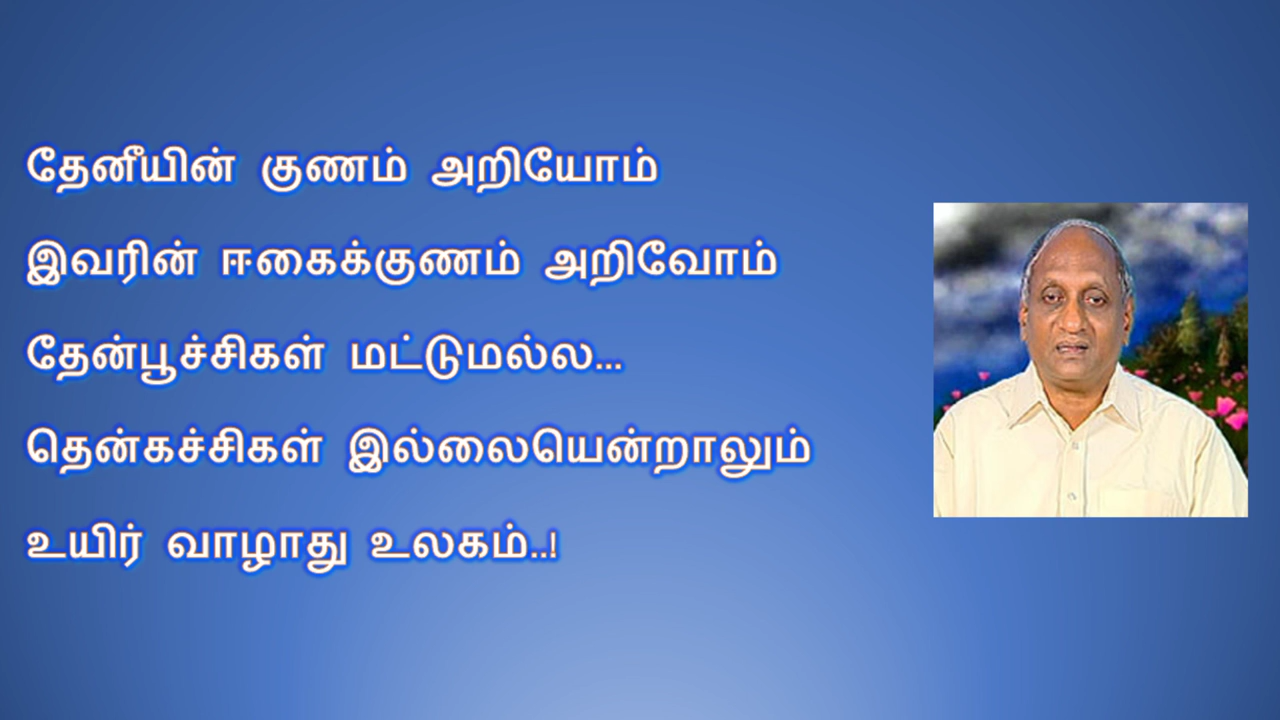 தேனீயின் குணம் அறியோம்
இவரின் ஈகைக்குணம் அறிவோம்
தேன்பூச்சிகள் மட்டுமல்ல...
தென்கச்சிகள் இல்லையென்றாலும்
உயிர் வாழாது உலகம்..!